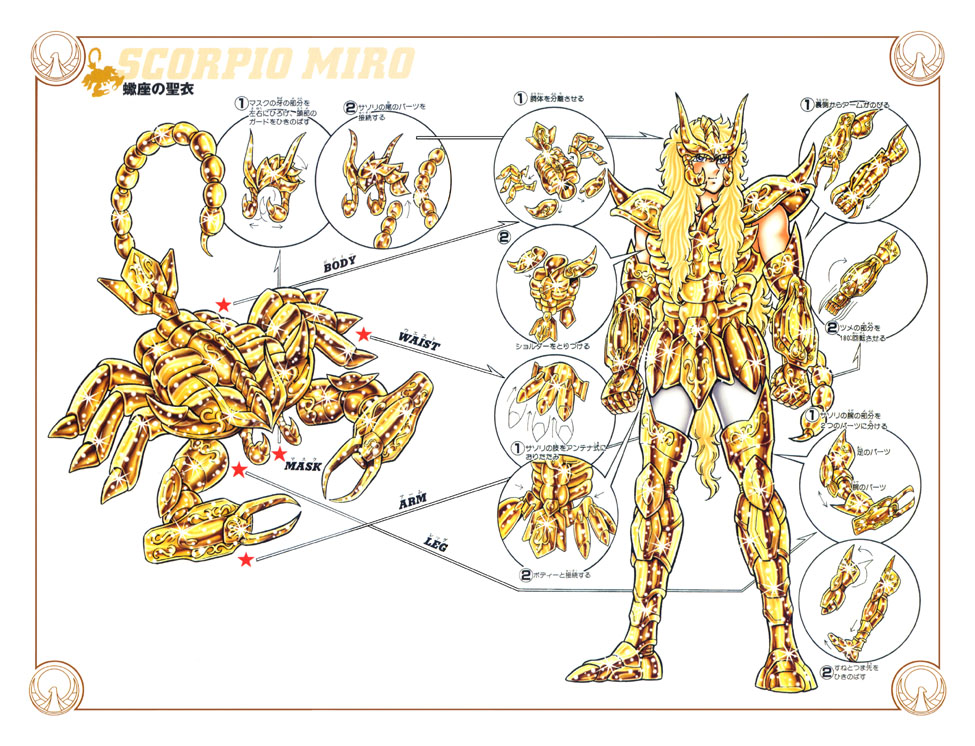 SCORPIO MIRO
蠍座の聖衣
①マスクの牙の部分を
左右にひろげ、頭部の
ガードをひきのばす
②サソリの尾のパーツを
接続する
①胴体を分離させる
②
ショルダーをとりつける
①裏側からアームがのびる
②ツメの部分を
180°回転させる
BODY
WAIST
MASK
ARM
LEG
①サソリの肢をアンテナ式に
おりたたみ
②ボディーと接続する
①サソリの腕の部分を
2つのパーツに分ける
足のパーツ
腕のパーツ
②すねとつま先を
ひきのばす